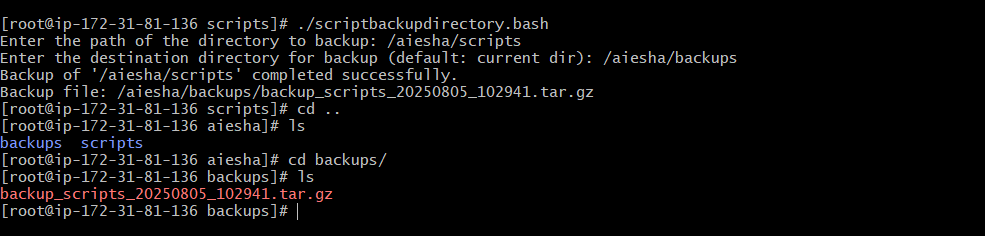 [root@ip-172-31-81-136 scripts]# ./scriptbackupdirectory.bash
Enter the path of the directory to backup: /aiesha/scripts
Enter the destination directory for backup (default: current dir): /aiesha/backups
Backup of '/aiesha/scripts' completed successfully.
Backup file: /aiesha/backups/backup_scripts_20250805_102941.tar.gz
[root@ip-172-31-81-136 scripts]# cd ..
[root@ip-172-31-81-136 aiesha]# ls
backups  scripts
[root@ip-172-31-81-136 aiesha]# cd backups/
[root@ip-172-31-81-136 backups]# ls
backup_scripts_20250805_102941.tar.gz
[root@ip-172-31-81-136 backups]#